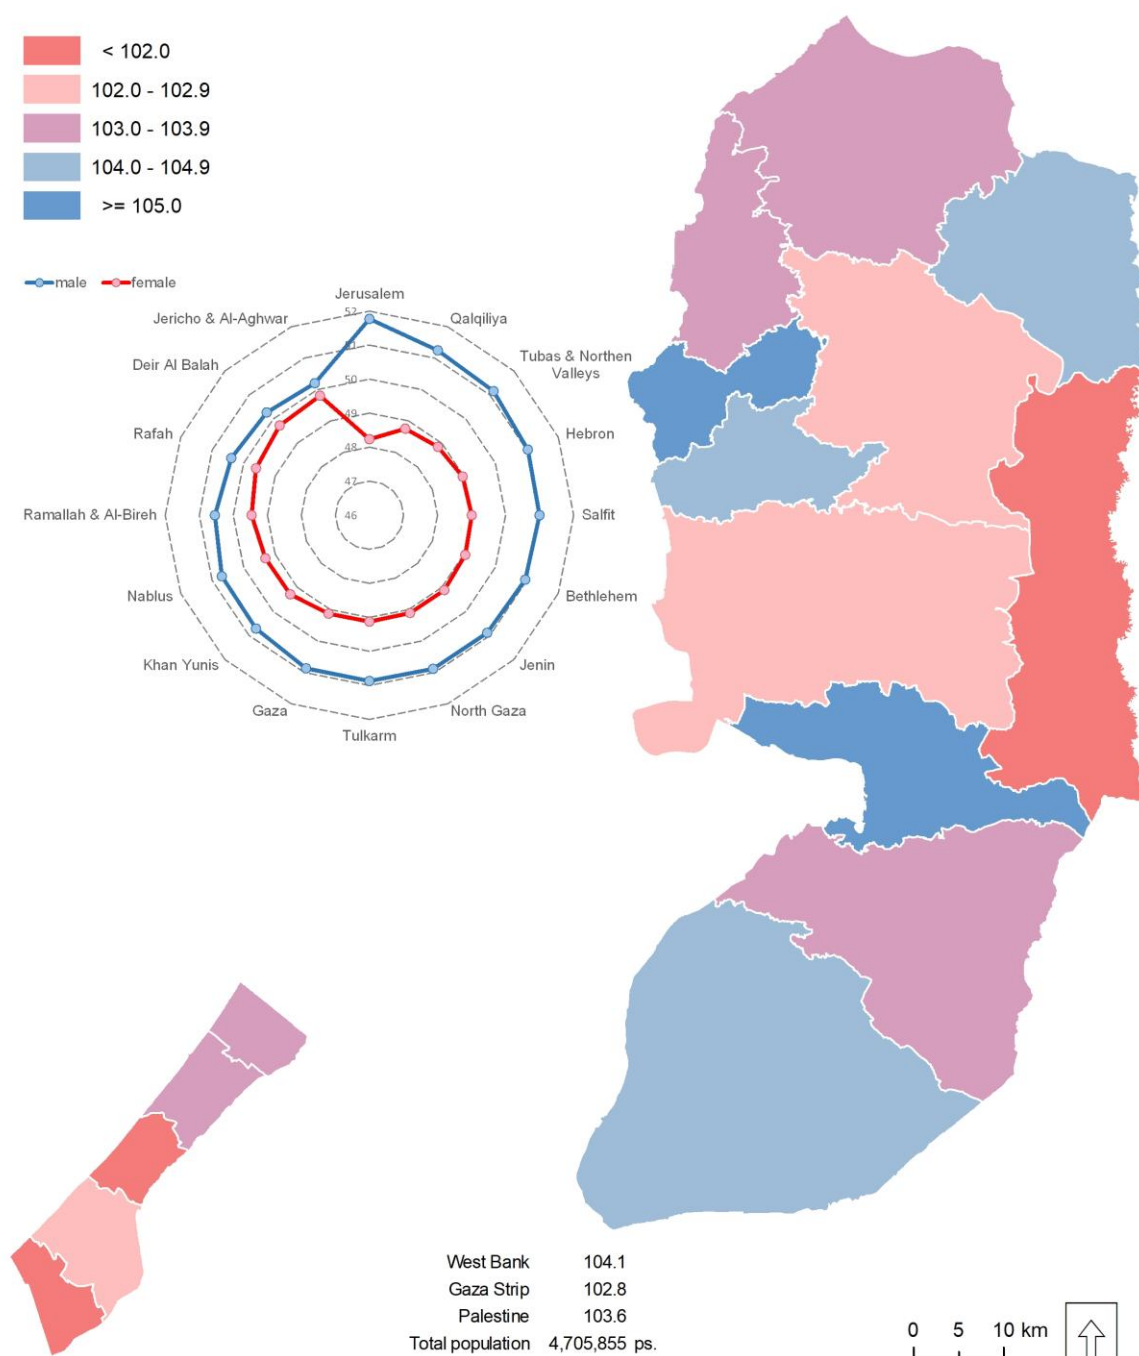 < 102.0
102.0 - 102.9
103.0 - 103.9
104.0 - 104.9
>= 105.0
male female
Jerusalem
Qalqiliya
Tubas & Northen
Valleys
Hebron
Salfit
Bethlehem
Jenin
North Gaza
Tulkarm
Gaza
Khan Yunis
Nablus
Ramallah & Al-Bireh
Rafah
Deir Al Balah
Jericho & Al-Aghwar
52
51
50
49
48
47
46
West Bank 104.1
Gaza Strip 102.8
Palestine 103.6
Total population 4,705,855 ps.
0 5 10 km